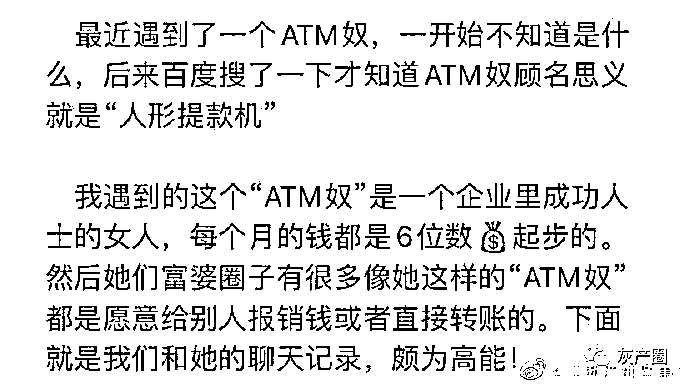 最近遇到了一个ATM奴，一开始不知道是什
么，后来百度搜了一下才知道ATM奴顾名思义
就是“人形提款机”
我遇到的这个“ATM奴”是一个企业里成功人
士的女人，每个月的钱都是6位数💰起步的。
然后她们富婆圈子有很多像她这样的“ATM奴”
都是愿意给别人报销钱或者直接转账的。下面
就是我们和她的聊天记录，颇为高能！
灰产圈